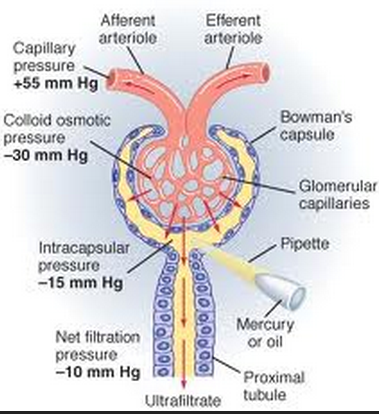 Afferent
arteriole
Efferent
arteriole
Capillary
pressure
+55 mm Hg
Colloid osmotic
pressure
–30 mm Hg
Bowman's
capsule
Glomerular
capillaries
Intracapsular
pressure
–15 mm Hg
Pipette
Mercury
or oil
Net filtration
pressure
–10 mm Hg
Proximal
tubule
Ultrafiltrate